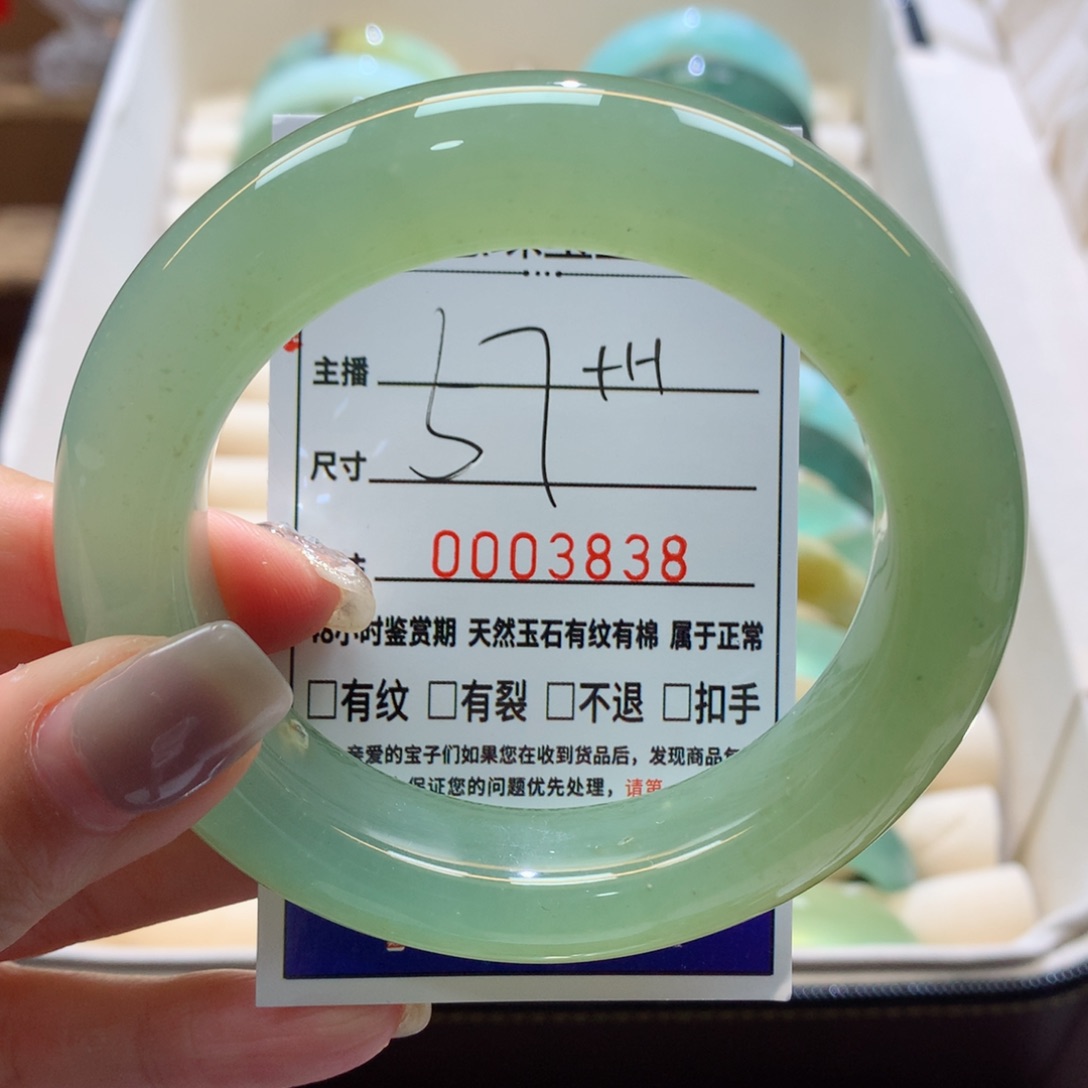 主播 57 +H
尺寸
0003838
小时鉴赏期 天然玉石有纹有棉 属于正常
□有纹 □有裂 □不退 □扣手
亲爱的宝子们如果您在收到货品后，发现商品
保证您的问题优先处理，请第